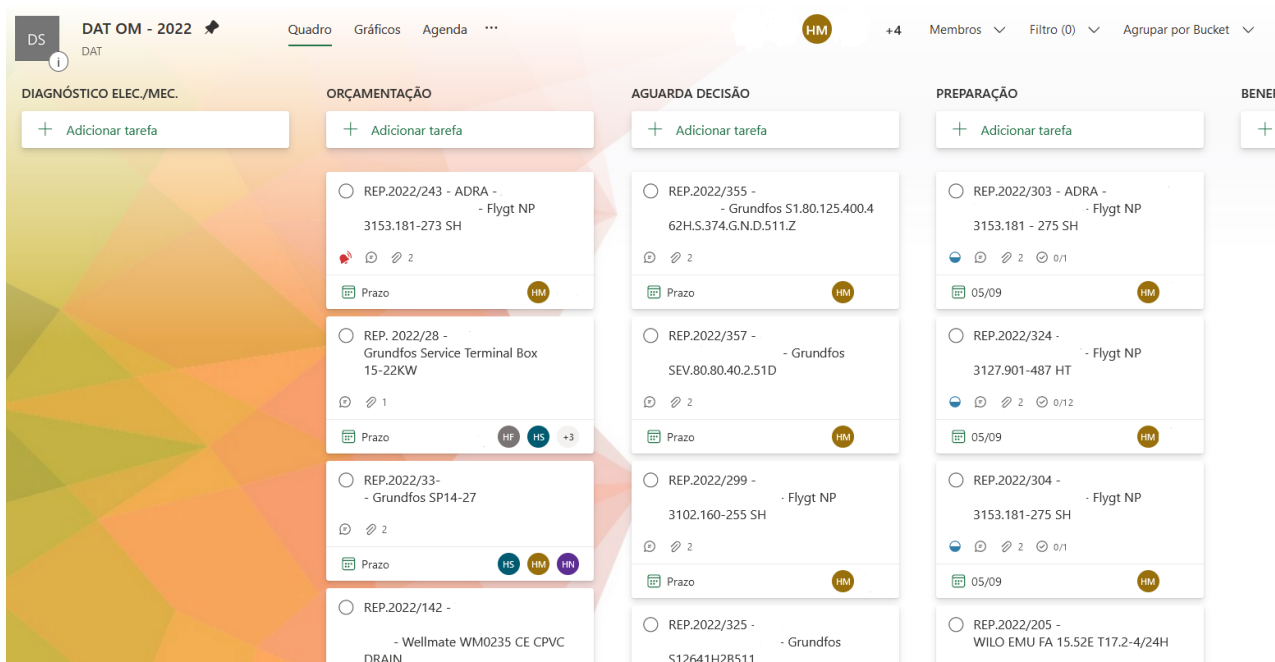 DS
i
DAT OM - 2022
DAT
Quadro Gráficos Agenda ...
HM
+4
Membros
Filtro (0)
Agrupar por Bucket
DIAGNÓSTICO ELEC./MEC.
+ Adicionar tarefa
ORÇAMENTAÇÃO
+ Adicionar tarefa
REP.2022/243 - ADRA -
- Flygt NP
3153.181-273 SH
2
Prazo HM
REP. 2022/28 -
Grundfos Service Terminal Box
15-22KW
1
Prazo HF HS +3
REP.2022/33-
- Grundfos SP14-27
2
Prazo HS HM HN
REP.2022/142 -
- Wellmate WM0235 CE CPVC
DRAIN
AGUARDA DECISÃO
+ Adicionar tarefa
REP.2022/355 -
- Grundfos S1.80.125.400.4
62H.S.374.G.N.D.511.Z
2
Prazo HM
REP.2022/357 -
- Grundfos
SEV.80.80.40.2.51D
2
Prazo HM
REP.2022/299 -
- Flygt NP
3102.160-255 SH
2
Prazo HM
REP.2022/325 -
- Grundfos
S12641H2B511
PREPARAÇÃO
+ Adicionar tarefa
REP.2022/303 - ADRA -
- Flygt NP
3153.181 - 275 SH
2 0/1
05/09 HM
REP.2022/324 -
- Flygt NP
3127.901-487 HT
2 0/12
05/09 HM
REP.2022/304 -
- Flygt NP
3153.181-275 SH
2 0/1
05/09 HM
REP.2022/205 -
WILO EMU FA 15.52E T17.2-4/24H
+